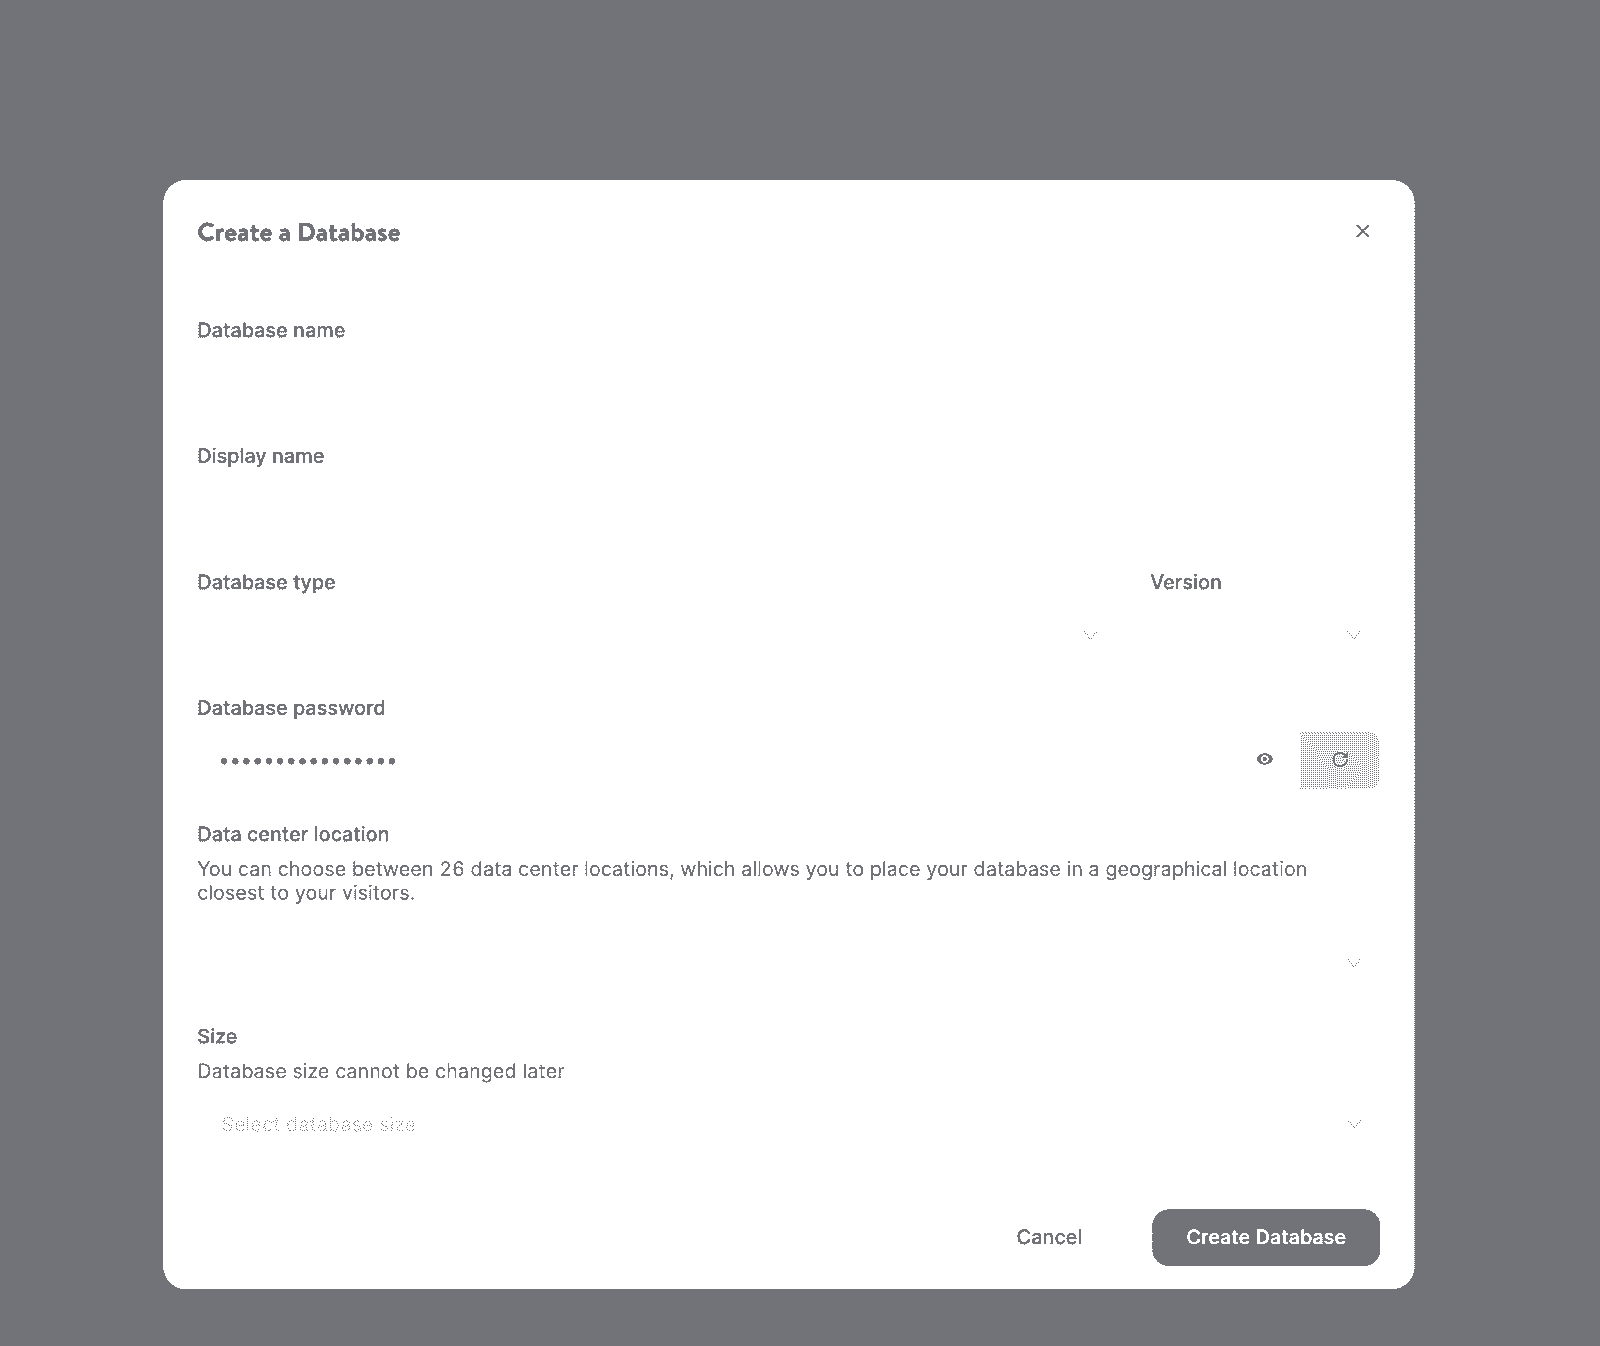 Create a Database
Database name
Display name
Database type
Version
Database password
••••••••••••••••
Data center location
You can choose between 26 data center locations, which allows you to place your database in a geographical location
closest to your visitors.
Size
Database size cannot be changed later
Select database size
Cancel
Create Database